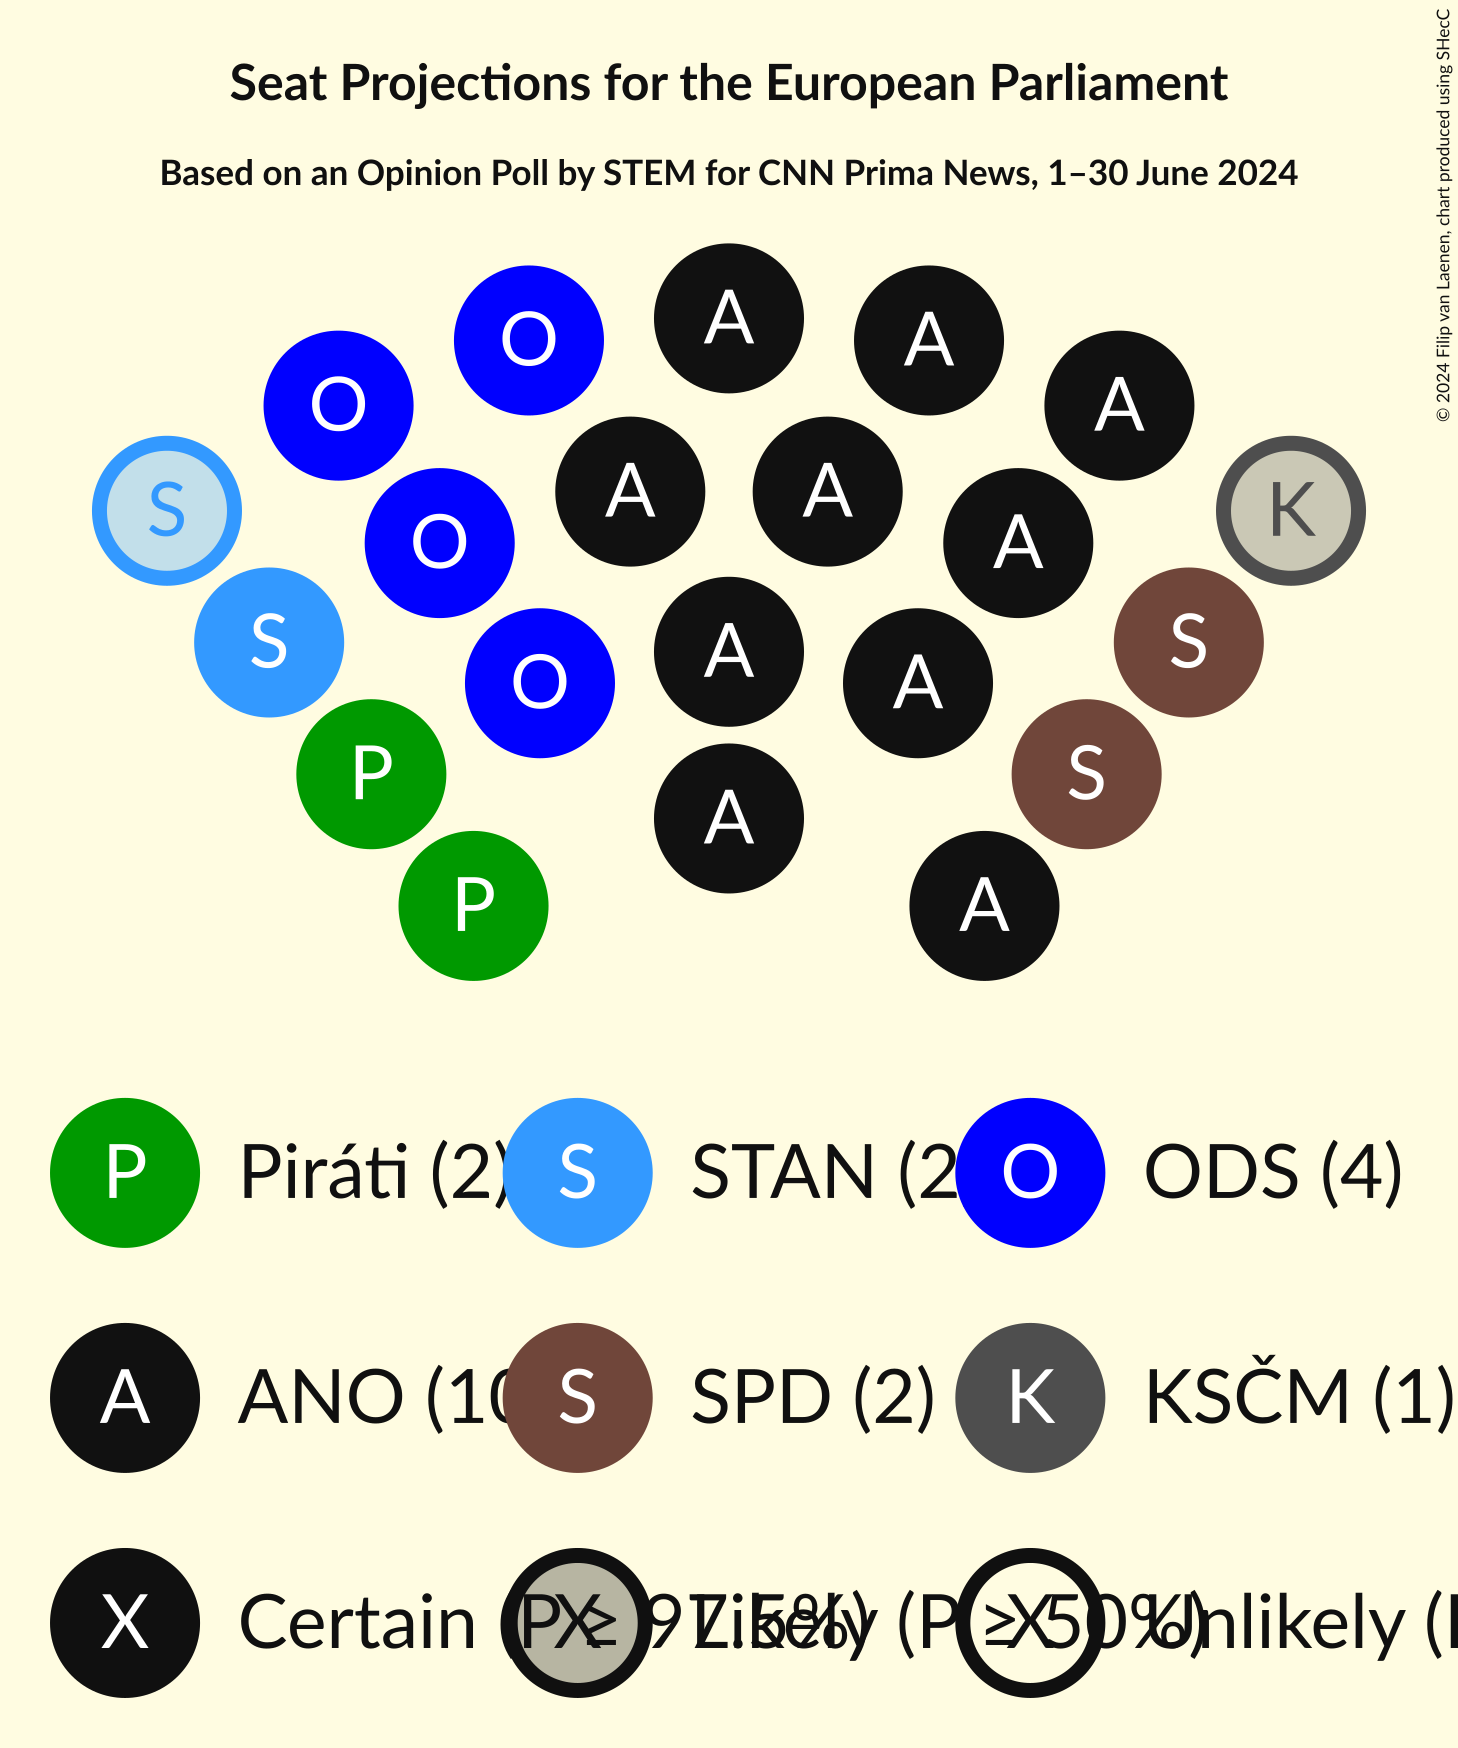 Seat Projections for the European Parliament
Based on an Opinion Poll by STEM for CNN Prima News, 1–30 June 2024
© 2024 Filip van Laenen, chart produced using SHecC
A
O A
O A
S A A K
O A
S A S
O A
P S
A
P A
P Piráti (2) S STAN (2 O ODS (4)
A ANO (10 S SPD (2) K KSČM (1)
X Certain (P ≥ 97.5%) X Likely (P ≥ 50%) X Unlikely (